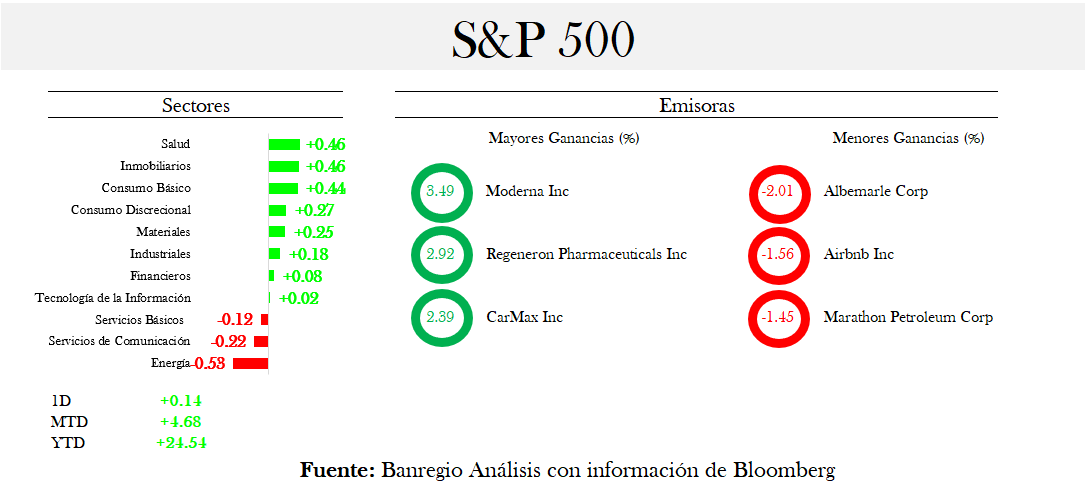 S&P 500
Sectores
Salud +0.46
Inmobiliarios +0.46
Consumo Básico +0.44
Consumo Discrecional +0.27
Materiales +0.25
Industriales +0.18
Financieros +0.08
Tecnología de la Información +0.02
Servicios Básicos -0.12
Servicios de Comunicación -0.22
Energía -0.53
1D +0.14
MTD +4.68
YTD +24.54
Emisoras
Mayores Ganancias (%)
3.49 Moderna Inc
2.92 Regeneron Pharmaceuticals Inc
2.39 CarMax Inc
Menores Ganancias (%)
-2.01 Albemarle Corp
-1.56 Airbnb Inc
-1.45 Marathon Petroleum Corp
Fuente: Banregio Análisis con información de Bloomberg